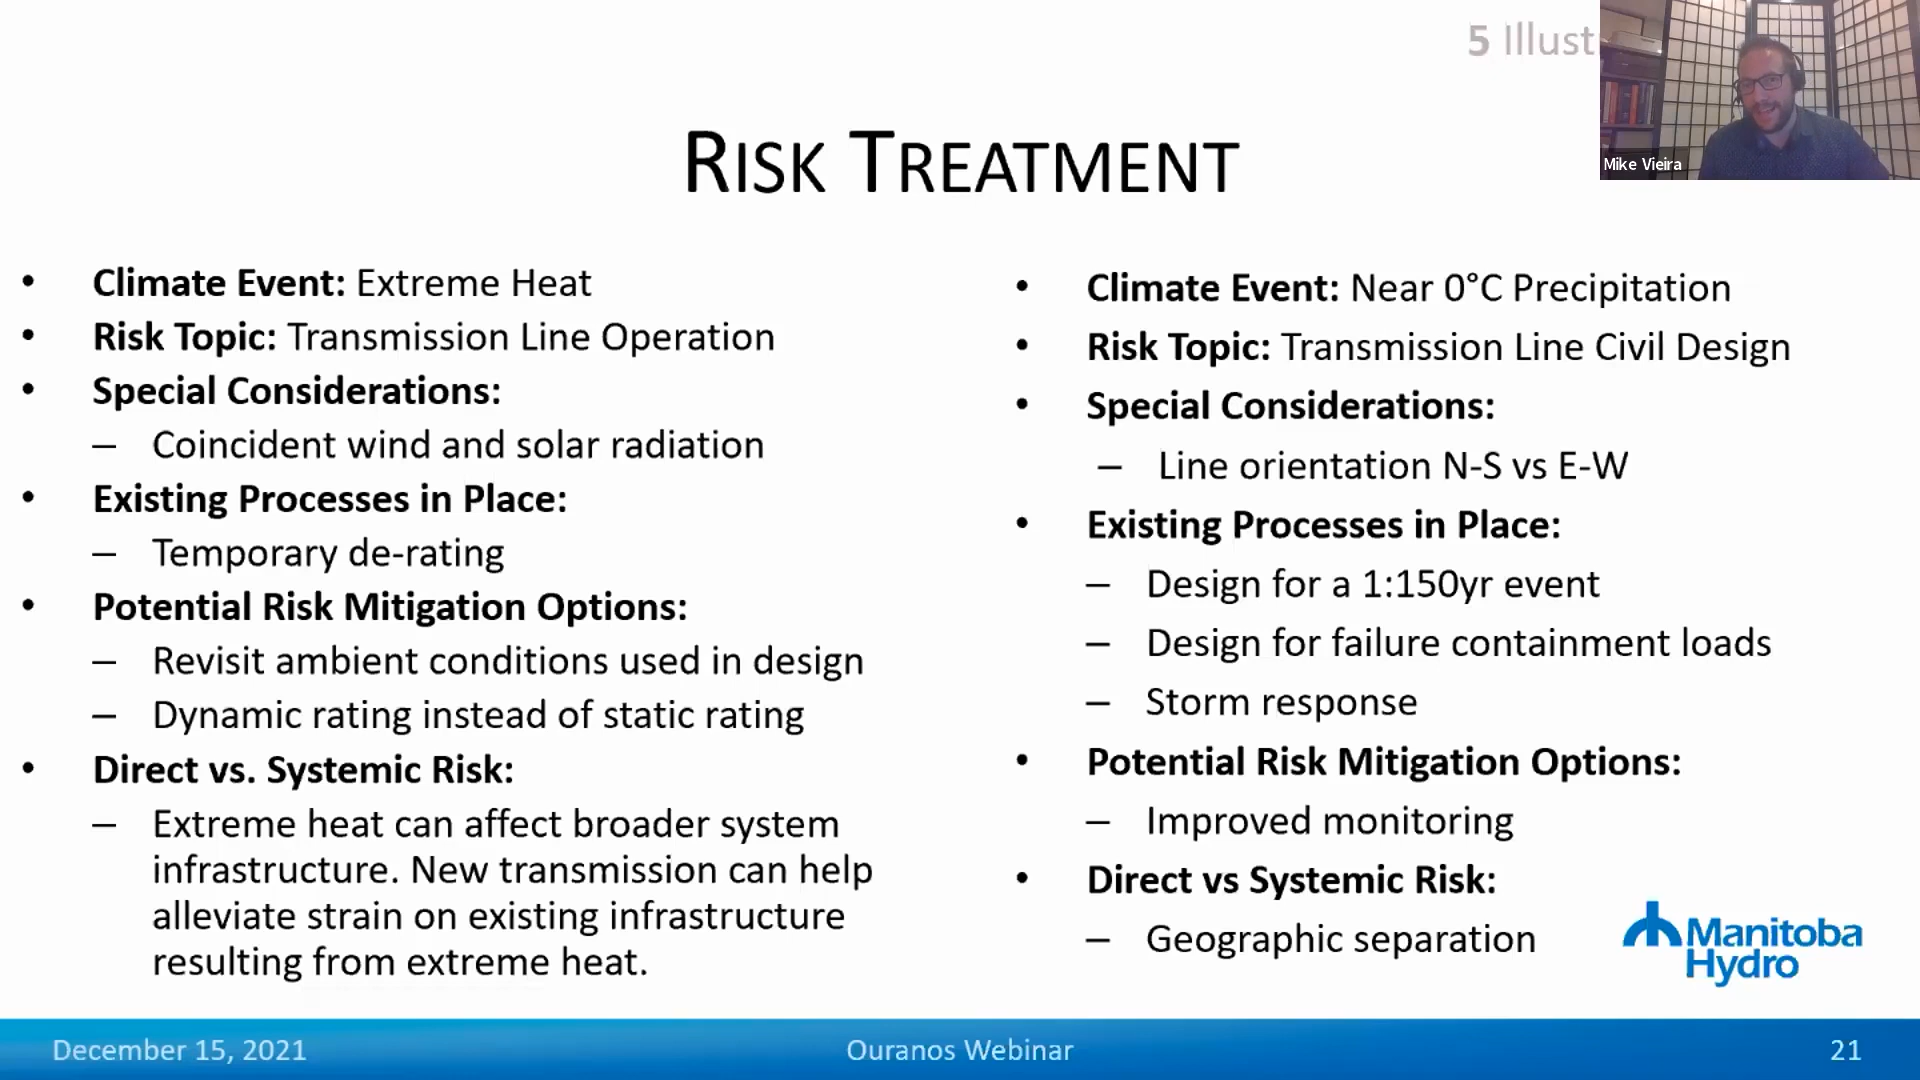 5 Illust
Mike Vieira
RISK TREATMENT
• Climate Event: Extreme Heat
• Risk Topic: Transmission Line Operation
• Special Considerations:
– Coincident wind and solar radiation
• Existing Processes in Place:
– Temporary de-rating
• Potential Risk Mitigation Options:
– Revisit ambient conditions used in design
– Dynamic rating instead of static rating
• Direct vs. Systemic Risk:
– Extreme heat can affect broader system
infrastructure. New transmission can help
alleviate strain on existing infrastructure
resulting from extreme heat.
• Climate Event: Near 0°C Precipitation
• Risk Topic: Transmission Line Civil Design
• Special Considerations:
– Line orientation N-S vs E-W
• Existing Processes in Place:
– Design for a 1:150yr event
– Design for failure containment loads
– Storm response
• Potential Risk Mitigation Options:
– Improved monitoring
• Direct vs Systemic Risk:
– Geographic separation
Manitoba
Hydro
December 15, 2021
Ouranos Webinar
21